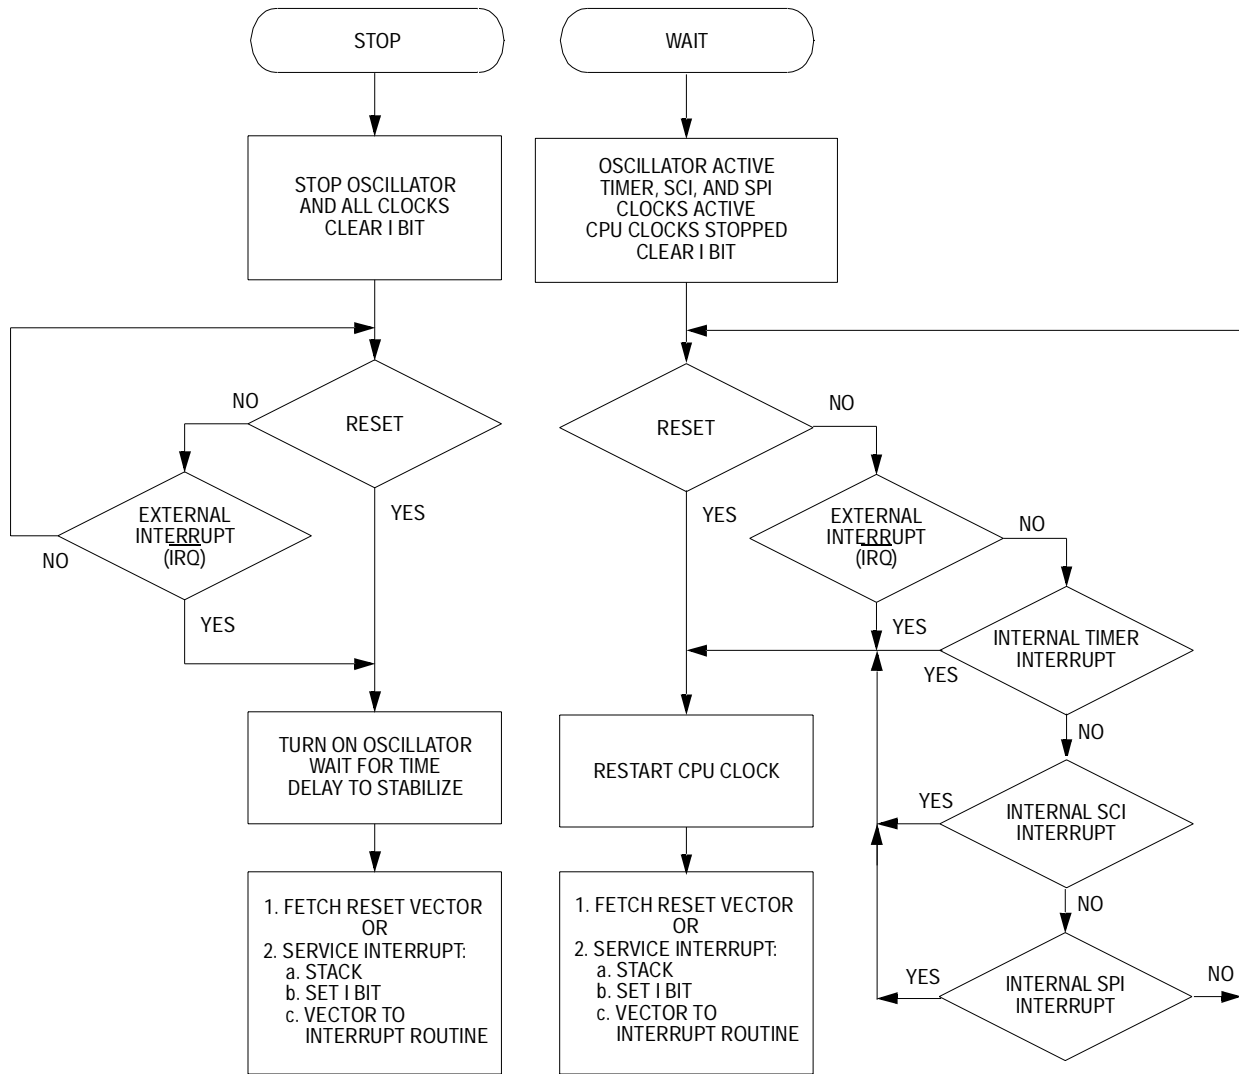 STOP
WAIT
STOP OSCILLATOR
AND ALL CLOCKS
CLEAR I BIT
OSCILLATOR ACTIVE
TIMER, SCI, AND SPI
CLOCKS ACTIVE
CPU CLOCKS STOPPED
CLEAR I BIT
NO
RESET
YES
EXTERNAL
INTERRUPT
(IRQ)
NO
YES
RESET
NO
YES
EXTERNAL
INTERRUPT
(IRQ)
NO
YES
INTERNAL TIMER
INTERRUPT
YES
NO
TURN ON OSCILLATOR
WAIT FOR TIME
DELAY TO STABILIZE
RESTART CPU CLOCK
YES
INTERNAL SCI
INTERRUPT
NO
1. FETCH RESET VECTOR
OR
2. SERVICE INTERRUPT:
a. STACK
b. SET I BIT
c. VECTOR TO
INTERRUPT ROUTINE
1. FETCH RESET VECTOR
OR
2. SERVICE INTERRUPT:
a. STACK
b. SET I BIT
c. VECTOR TO
INTERRUPT ROUTINE
YES
INTERNAL SPI
INTERRUPT
NO